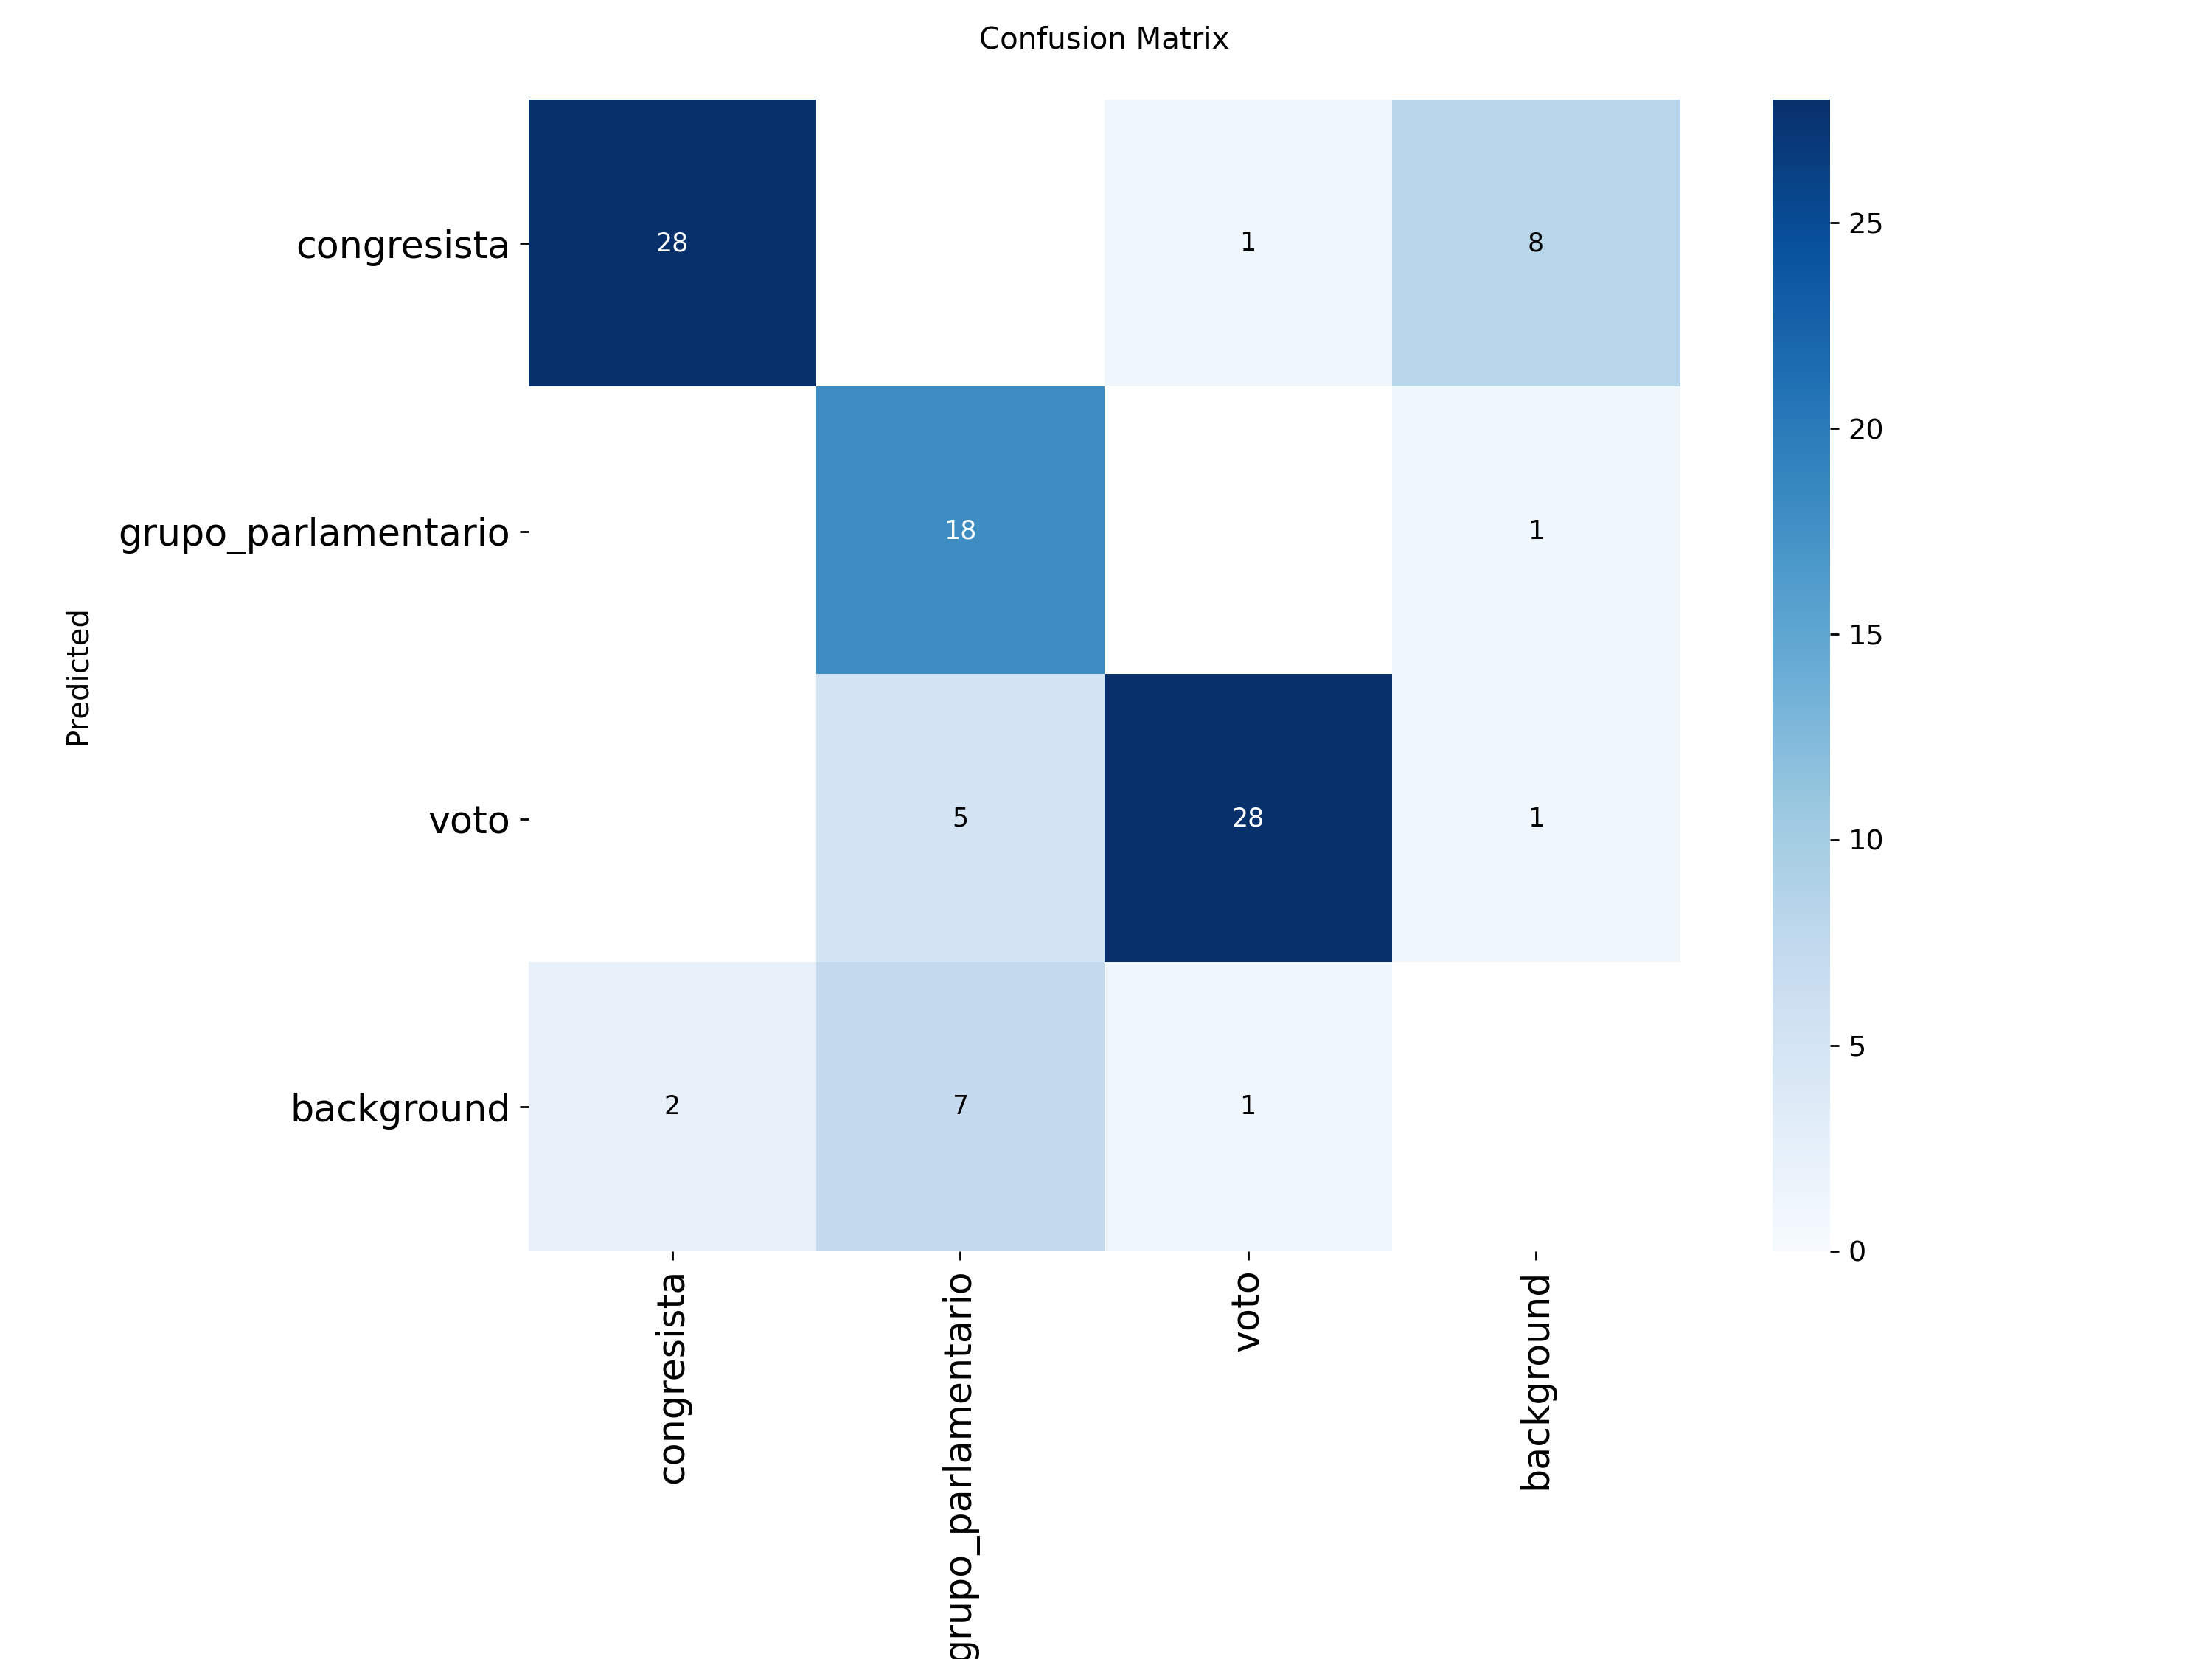 Confusion Matrix
congresista
28
1
8
25
20
grupo_parlamentario
18
1
15
Predicted
voto
5
28
1
10
5
background
2
7
1
0
congresista
grupo_parlamentario
voto
background